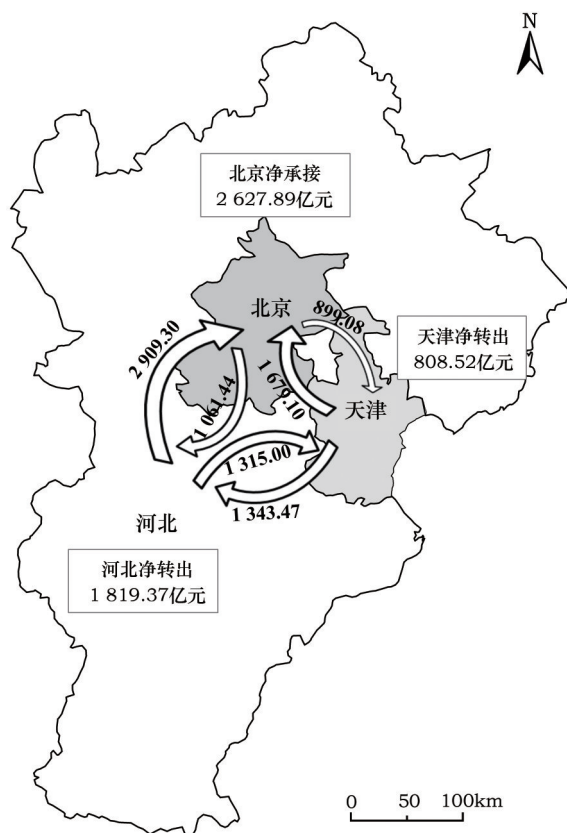 N
北京净承接
2 627.89亿元
北京
899.08
2 909.30
天津净转出
808.52亿元
1 061.44
1 679.10
天津
1 315.00
1 343.47
河北
河北净转出
1 819.37亿元
0 50 100km